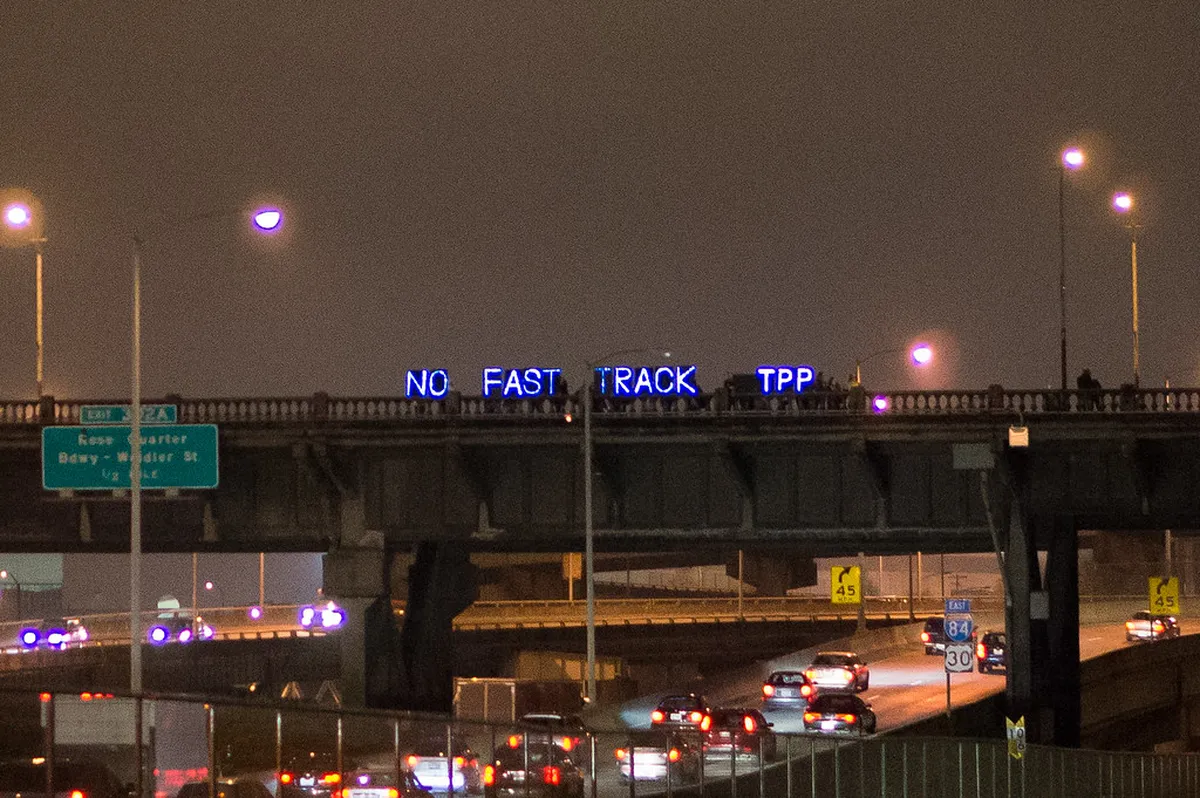 NO FAST TRACK TPP
EXIT 302A
Rose Quarter
Bdwy - Weidler St
1/2 MILE
45
MPH
45
EAST
84
30